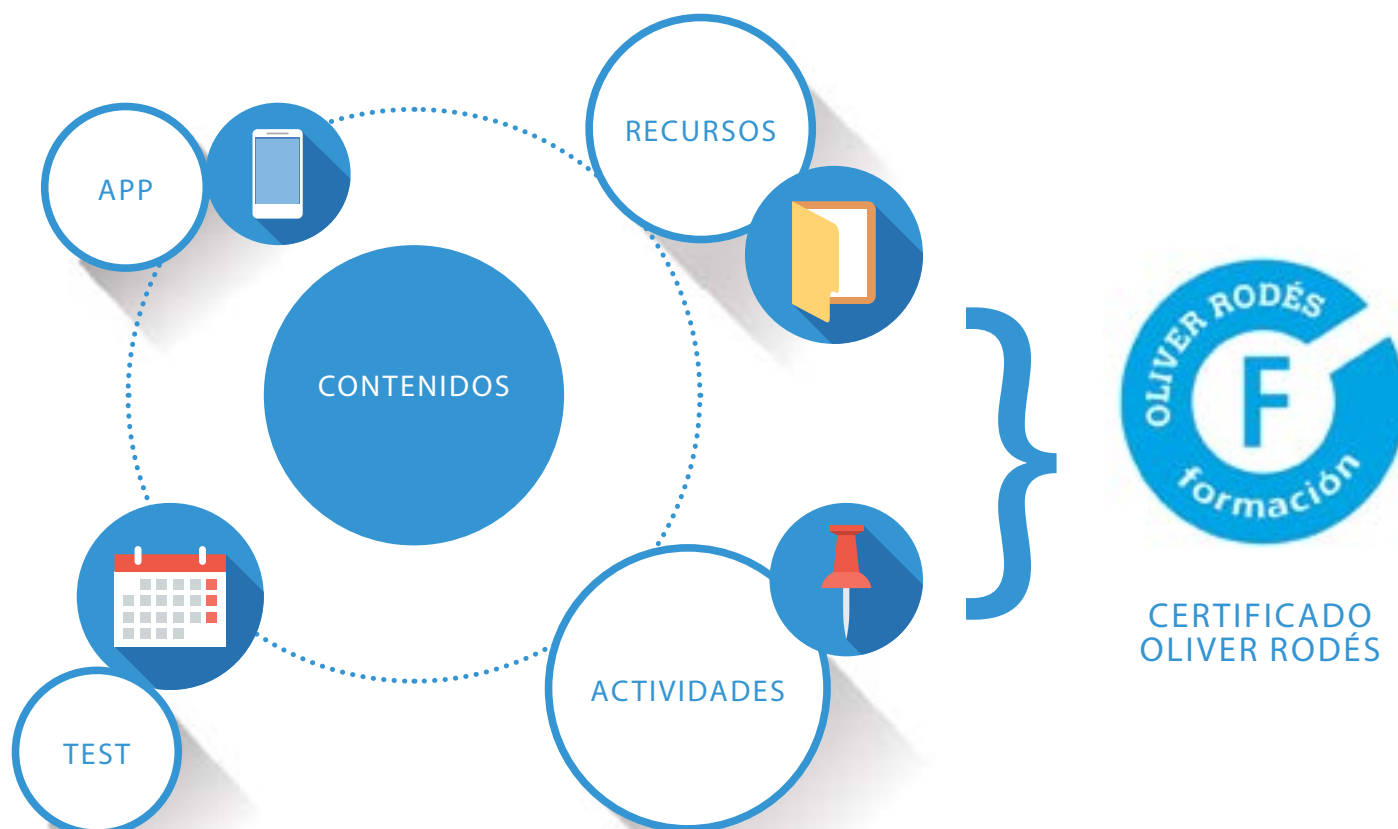 APP
RECURSOS
CONTENIDOS
TEST
ACTIVIDADES
OLIVER RODÉS
F
formación
CERTIFICADO
OLIVER RODÉS